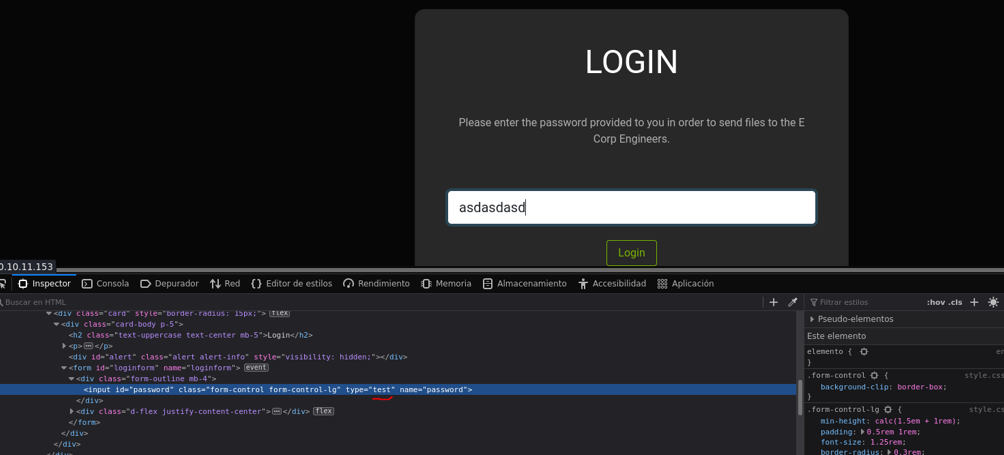 LOGIN
Please enter the password provided to you in order to send files to the E
Corp Engineers.
asdasdasd
Login
0.10.11.153
Inspector
Consola
Depurador
Red
Editor de estilos
Rendimiento
Memoria
Almacenamiento
Accesibilidad
Aplicación
Buscar en HTML
<div class="card" style="border-radius: 15px;"> flex
<div class="card-body p-5">
<h2 class="text-uppercase text-center mb-5">Login</h2>
<p> ••• </p>
<div id="alert" class="alert alert-info" style="visibility: hidden;"></div>
<form id="loginform" name="loginform"> event
<div class="form-outline mb-4">
<input id="password" class="form-control form-control-lg" type="test" name="password">
</div>
<div class="d-flex justify-content-center"> ••• </div> flex
</form>
</div>
</div>
</div>
Filtrar estilos
:hov .cls
Pseudo-elementos
Este elemento
elemento {
}
.form-control { style.css
background-clip: border-box;
}
.form-control-lg { style.css
min-height: calc(1.5em + 1rem);
padding: 0.5rem 1rem;
font-size: 1.25rem;
border-radius: 0.3rem;